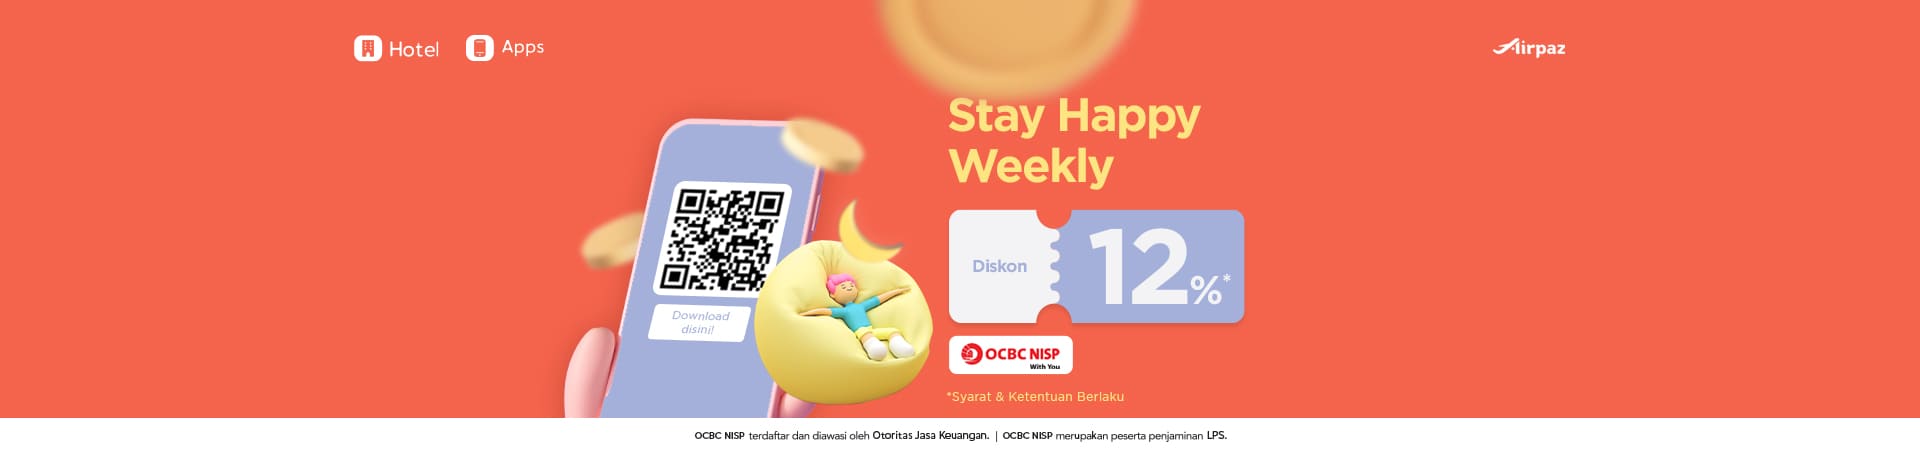 Hotel
Apps
Airpaz
Stay Happy
Weekly
Diskon
12%*
Download
disini!
OCBC NISP
With You
*Syarat & Ketentuan Berlaku
OCBC NISP terdaftar dan diawasi oleh Otoritas Jasa Keuangan. | OCBC NISP merupakan peserta penjaminan LPS.